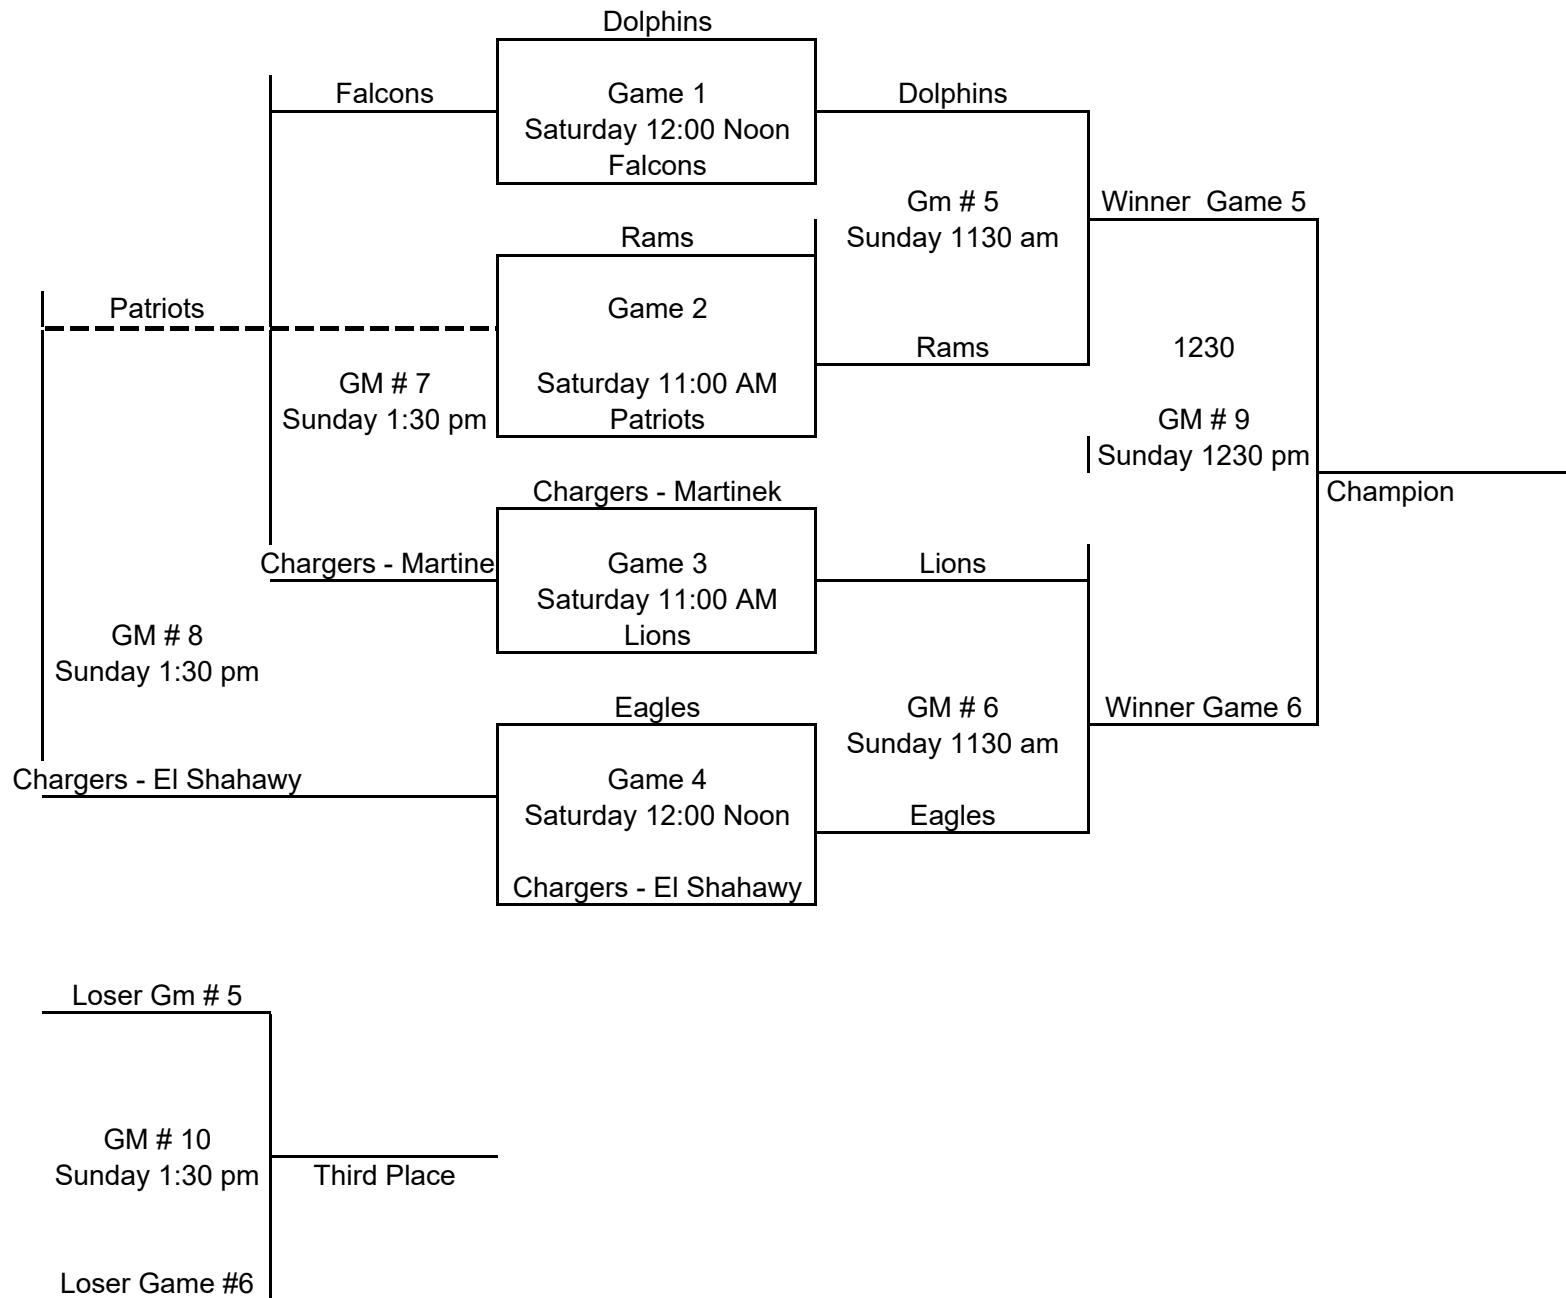 Dolphins
Falcons
Game 1
Dolphins
Saturday 12:00 Noon
Falcons
Gm # 5
Winner  Game 5
Rams
Sunday 1130 am
Patriots
Game 2
Rams
1230
GM # 7
Saturday 11:00 AM
Sunday 1:30 pm
Patriots
GM # 9
Sunday 1230 pm
Chargers - Martinek
Champion
Chargers - Martine
Game 3
Lions
Saturday 11:00 AM
GM # 8
Lions
Sunday 1:30 pm
Eagles
GM # 6
Winner Game 6
Sunday 1130 am
Chargers - El Shahawy
Game 4
Saturday 12:00 Noon
Eagles
Chargers - El Shahawy
Loser Gm # 5
GM # 10
Sunday 1:30 pm
Third Place
Loser Game #6